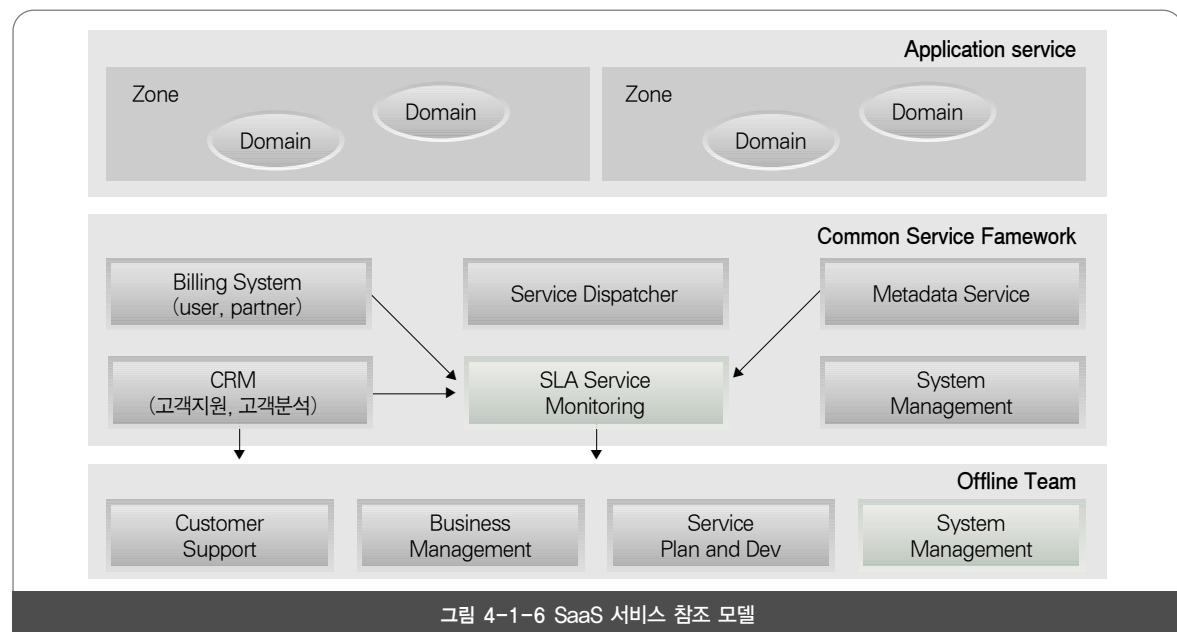 Application service
Zone
Domain
Domain
Zone
Domain
Domain
Common Service Famework
Billing System
(user, partner)
Service Dispatcher
Metadata Service
CRM
(고객지원, 고객분석)
SLA Service
Monitoring
System
Management
Offline Team
Customer
Support
Business
Management
Service
Plan and Dev
System
Management
그림 4-1-6 SaaS 서비스 참조 모델